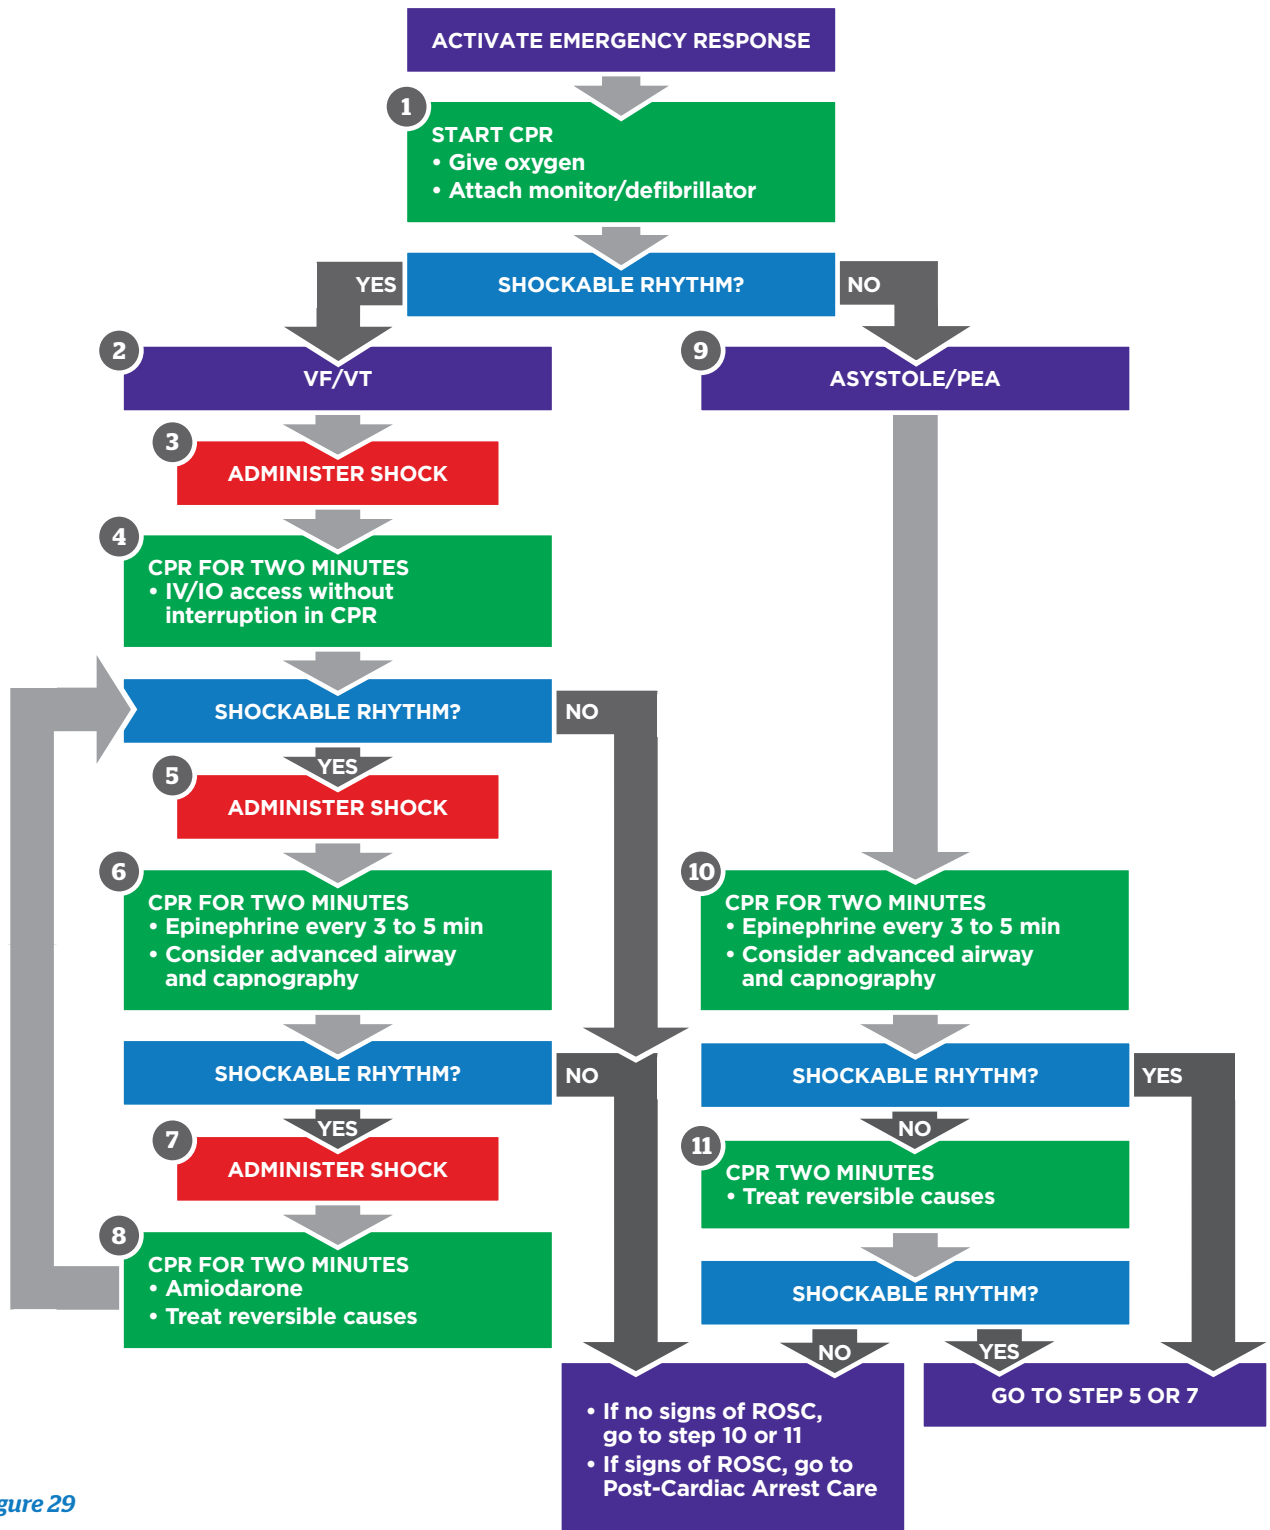 ACTIVATE EMERGENCY RESPONSE
1
START CPR
• Give oxygen
• Attach monitor/defibrillator
YES
SHOCKABLE RHYTHM?
NO
2
VF/VT
9
ASYSTOLE/PEA
3
ADMINISTER SHOCK
4
CPR FOR TWO MINUTES
• IV/IO access without
interruption in CPR
SHOCKABLE RHYTHM?
NO
YES
5
ADMINISTER SHOCK
6
CPR FOR TWO MINUTES
• Epinephrine every 3 to 5 min
• Consider advanced airway
and capnography
10
CPR FOR TWO MINUTES
• Epinephrine every 3 to 5 min
• Consider advanced airway
and capnography
SHOCKABLE RHYTHM?
NO
SHOCKABLE RHYTHM?
YES
YES
7
ADMINISTER SHOCK
NO
11
CPR TWO MINUTES
• Treat reversible causes
8
CPR FOR TWO MINUTES
• Amiodarone
• Treat reversible causes
SHOCKABLE RHYTHM?
NO
YES
• If no signs of ROSC,
go to step 10 or 11
• If signs of ROSC, go to
Post-Cardiac Arrest Care
GO TO STEP 5 OR 7
gure 29